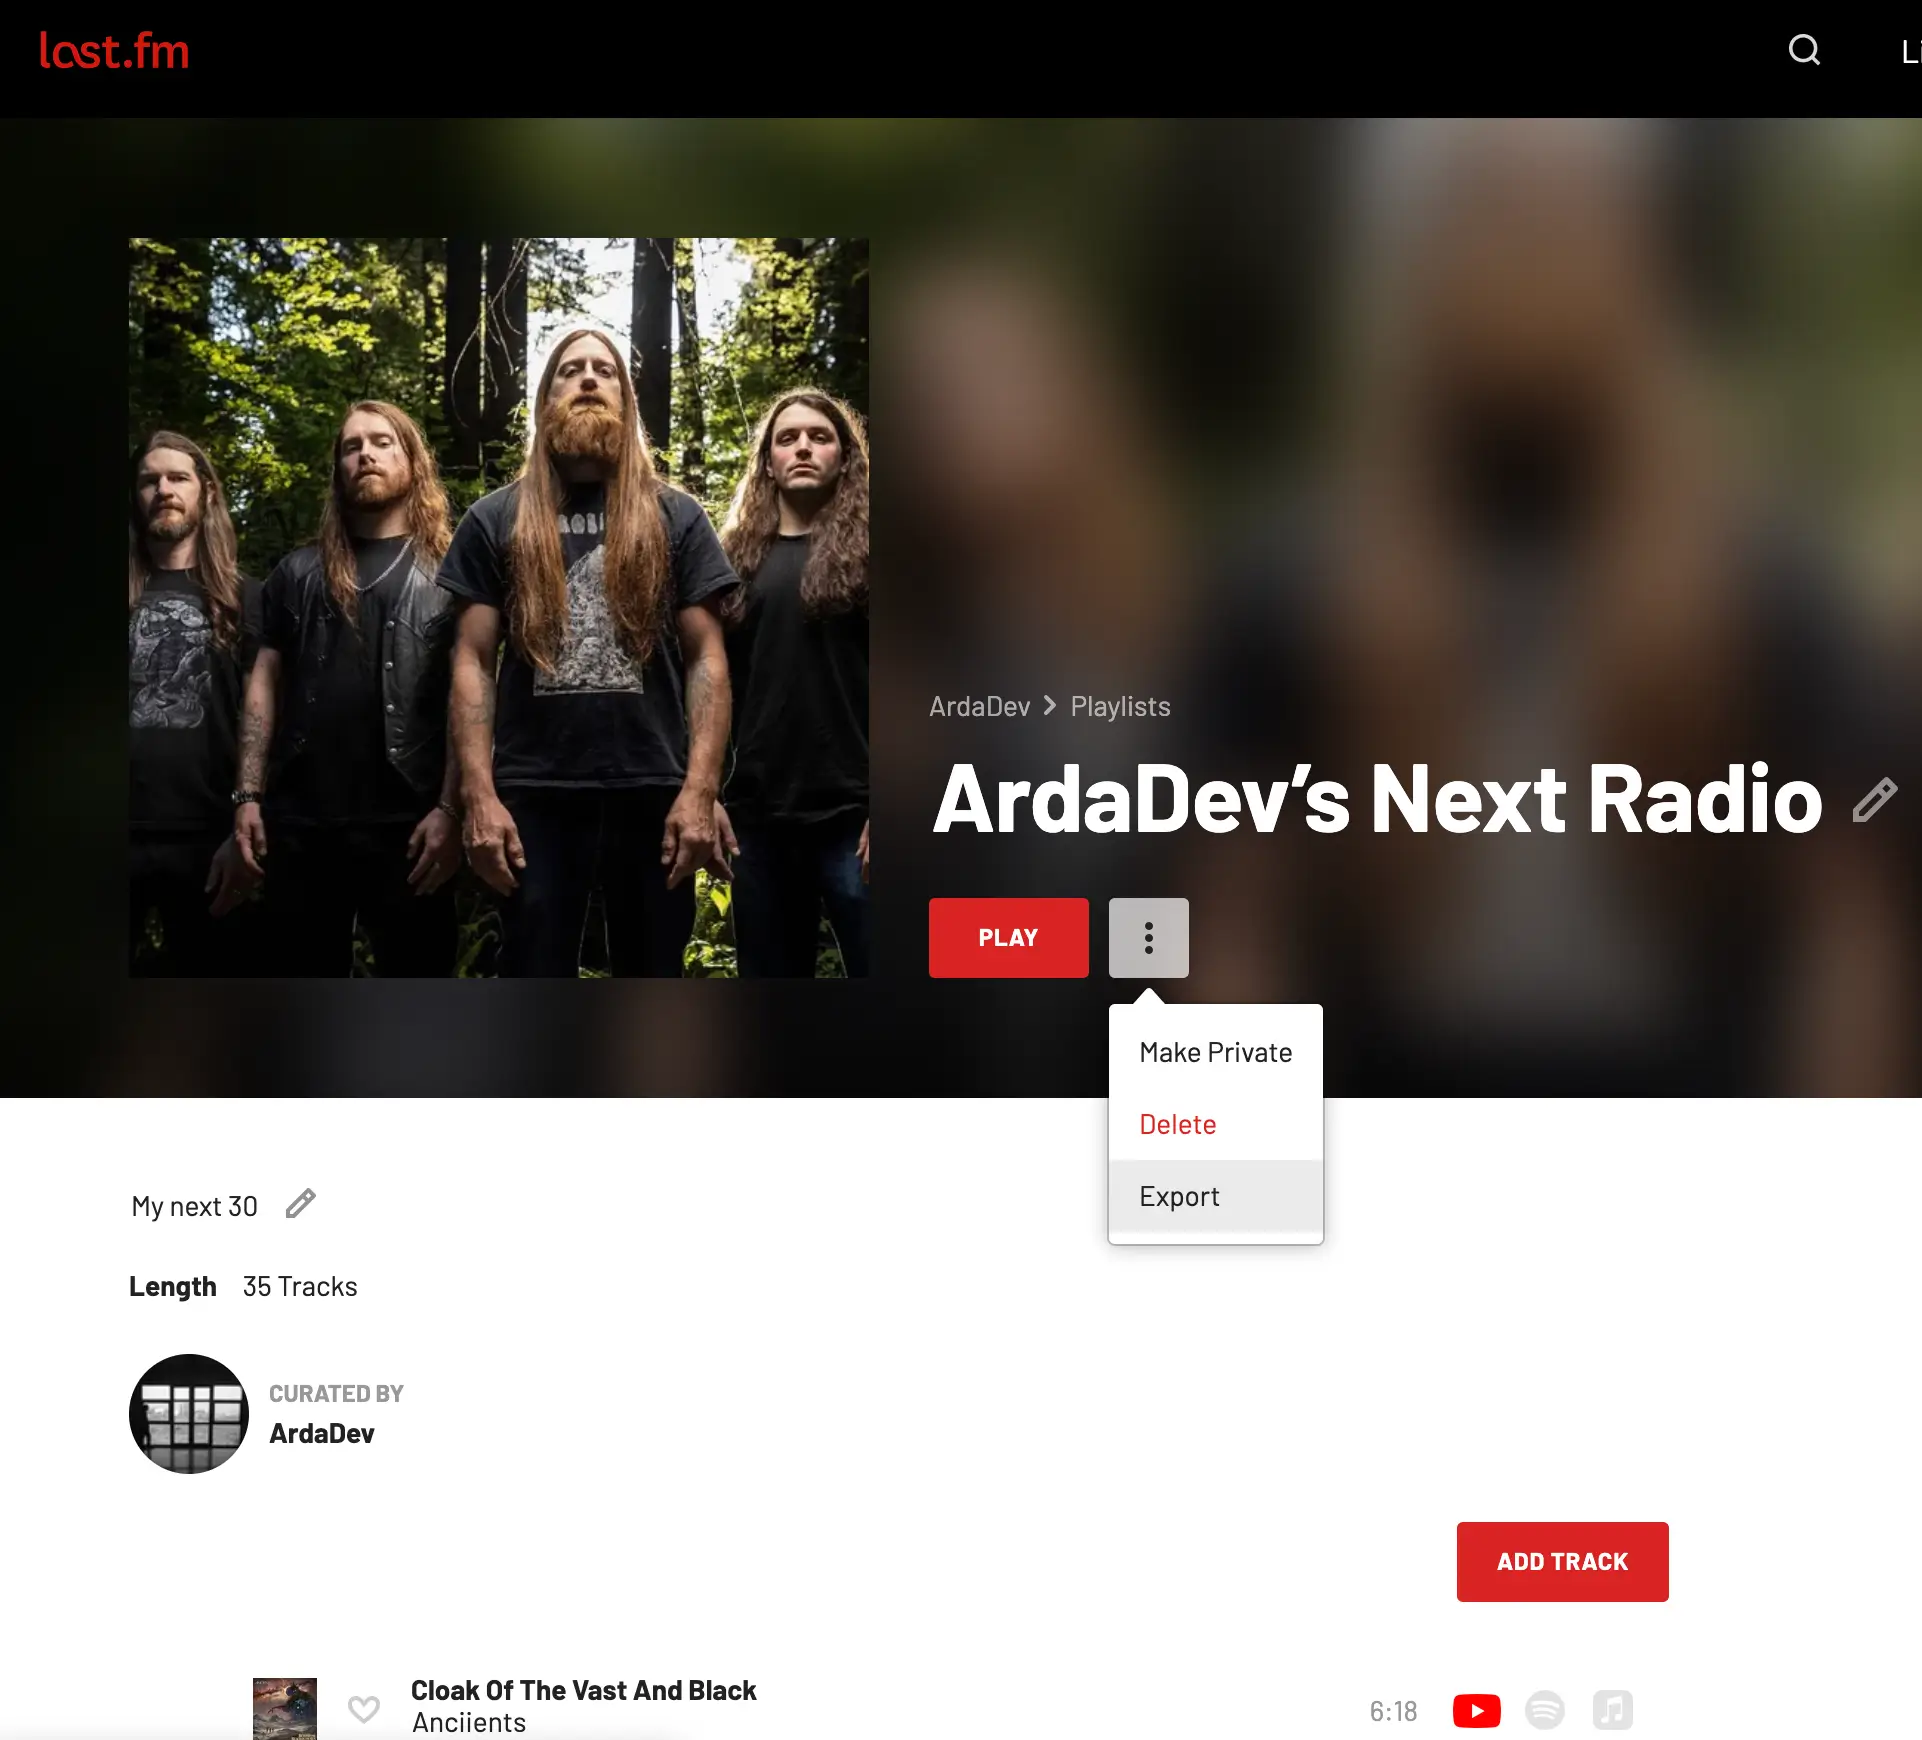 last.fm
ArdaDev Playlists
ArdaDev’s Next Radio
PLAY
Make Private
Delete
Export
My next 30
Length 35 Tracks
CURATED BY
ArdaDev
ADD TRACK
Cloak Of The Vast And Black
Anciients
6:18